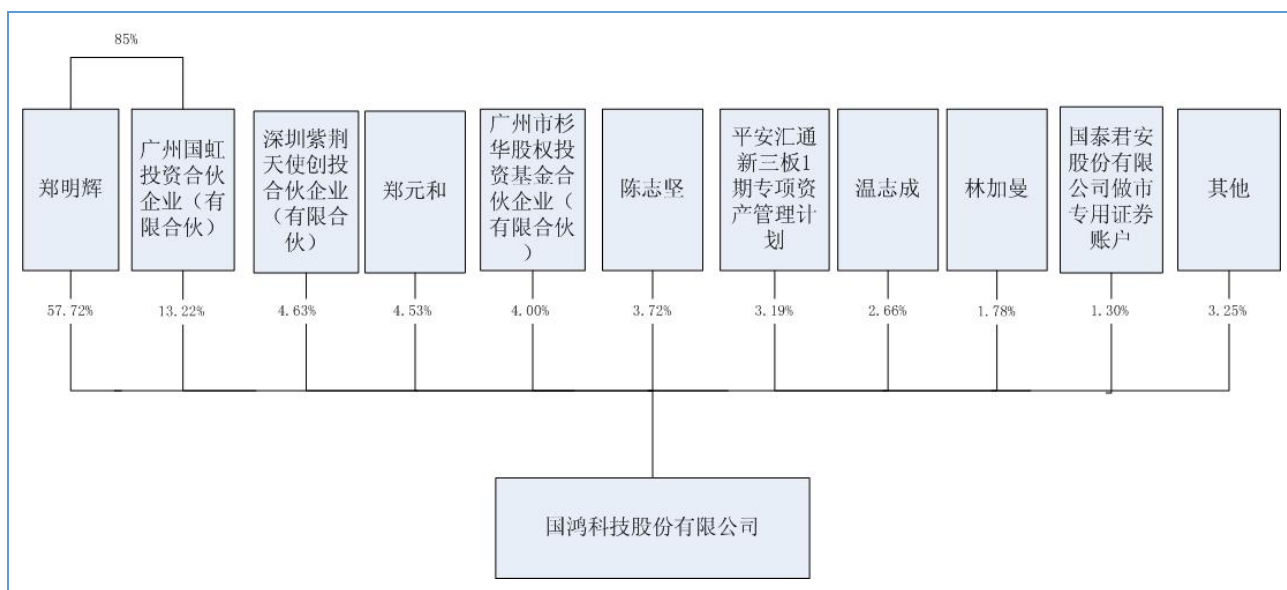 85%
郑明辉
广州国虹
投资合伙
企业（有
限合伙）
深圳紫荆
天使创投
合伙企业
（有限合
伙）
郑元和
广州市杉
华股权投
资基金合
伙企业（
有限合伙
）
陈志坚
平安汇通
新三板1
期专项资
产管理计
划
温志成
林加曼
国泰君安
股份有限
公司做市
专用证券
账户
其他
57.72%
13.22%
4.63%
4.53%
4.00%
3.72%
3.19%
2.66%
1.78%
1.30%
3.25%
国鸿科技股份有限公司